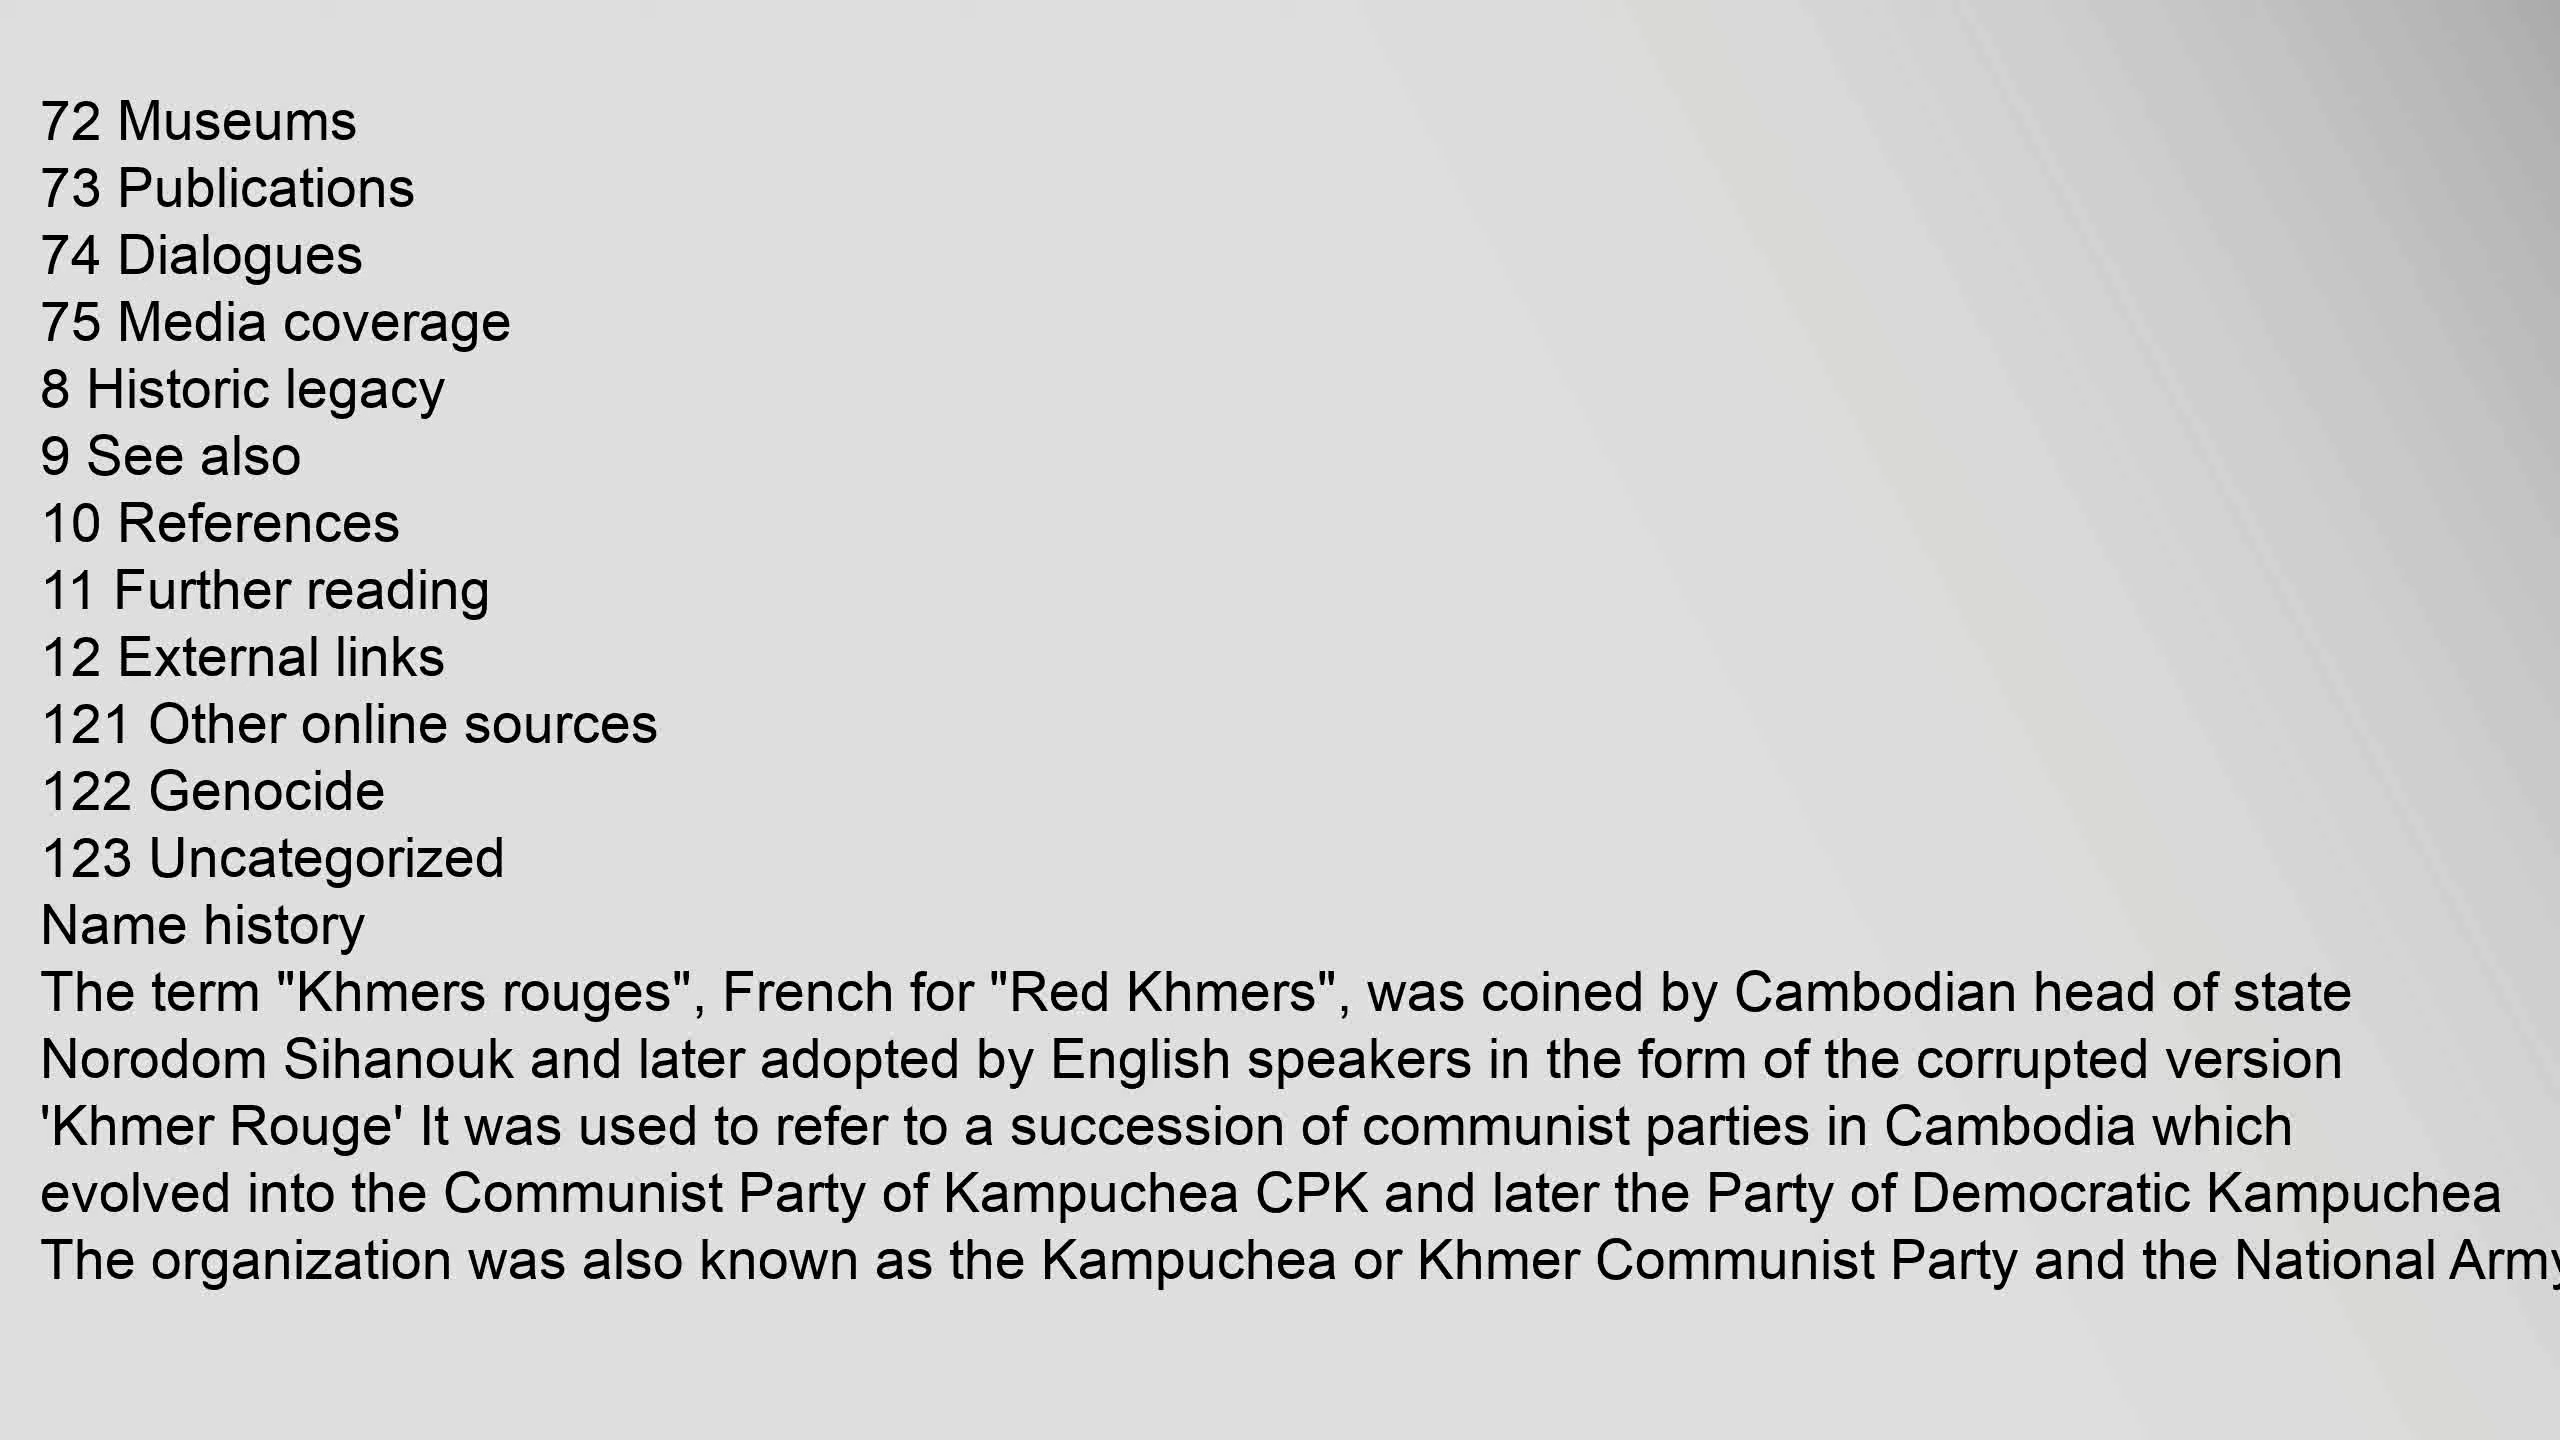 72 Museums
73 Publications
74 Dialogues
75 Media coverage
8 Historic legacy
9 See also
10 References
11 Further reading
12 External links
121 Other online sources
122 Genocide
123 Uncategorized
Name history
The term "Khmers rouges", French for "Red Khmers", was coined by Cambodian head of state
Norodom Sihanouk and later adopted by English speakers in the form of the corrupted version
'Khmer Rouge' It was used to refer to a succession of communist parties in Cambodia which
evolved into the Communist Party of Kampuchea CPK and later the Party of Democratic Kampuchea
The organization was also known as the Kampuchea or Khmer Communist Party and the National Army